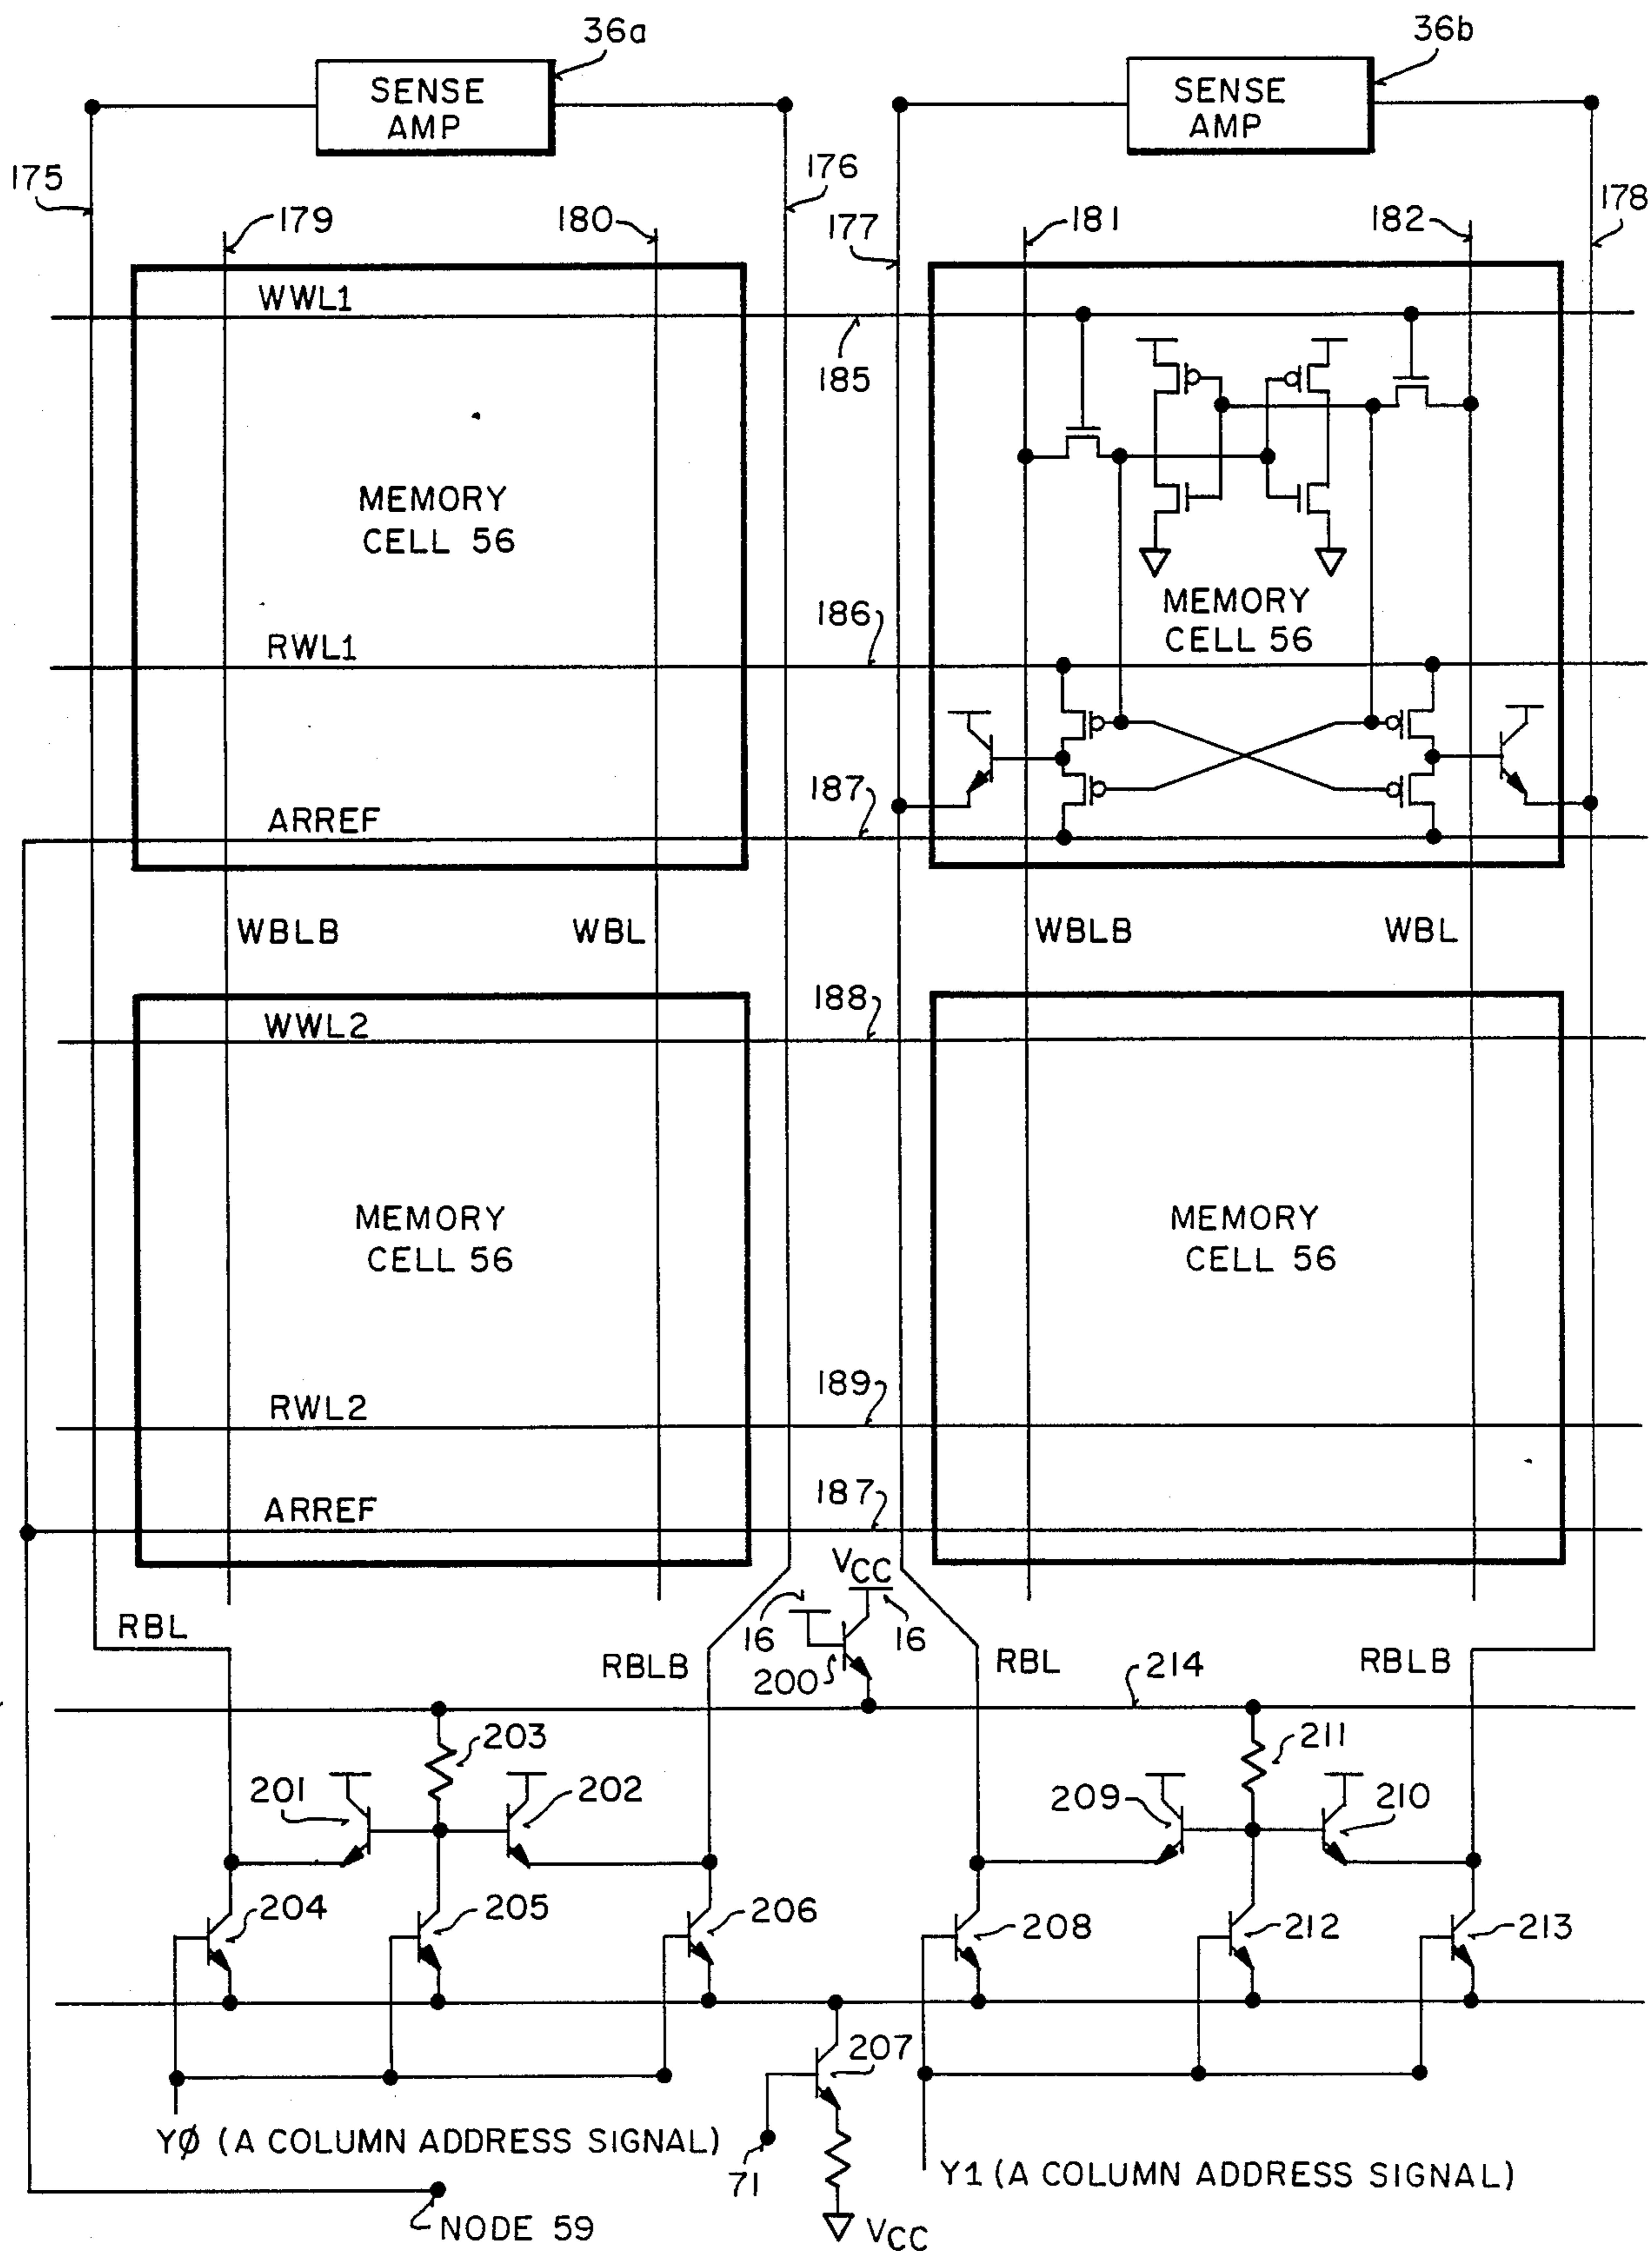 36a
36b
SENSE
AMP
SENSE
AMP
175
176
177
178
179
180
181
182
WWL1
185
MEMORY
CELL 56
MEMORY
CELL 56
RWL1
186
ARREF
187
WBLB
WBL
WBLB
WBL
WWL2
188
MEMORY
CELL 56
MEMORY
CELL 56
RWL2
189
ARREF
187
VCC
RBL
16
16
RBLB
200
RBL
RBLB
214
203
211
201
202
209
210
204
205
206
208
212
213
207
YØ (A COLUMN ADDRESS SIGNAL)
71
Y1 (A COLUMN ADDRESS SIGNAL)
NODE 59
VCC